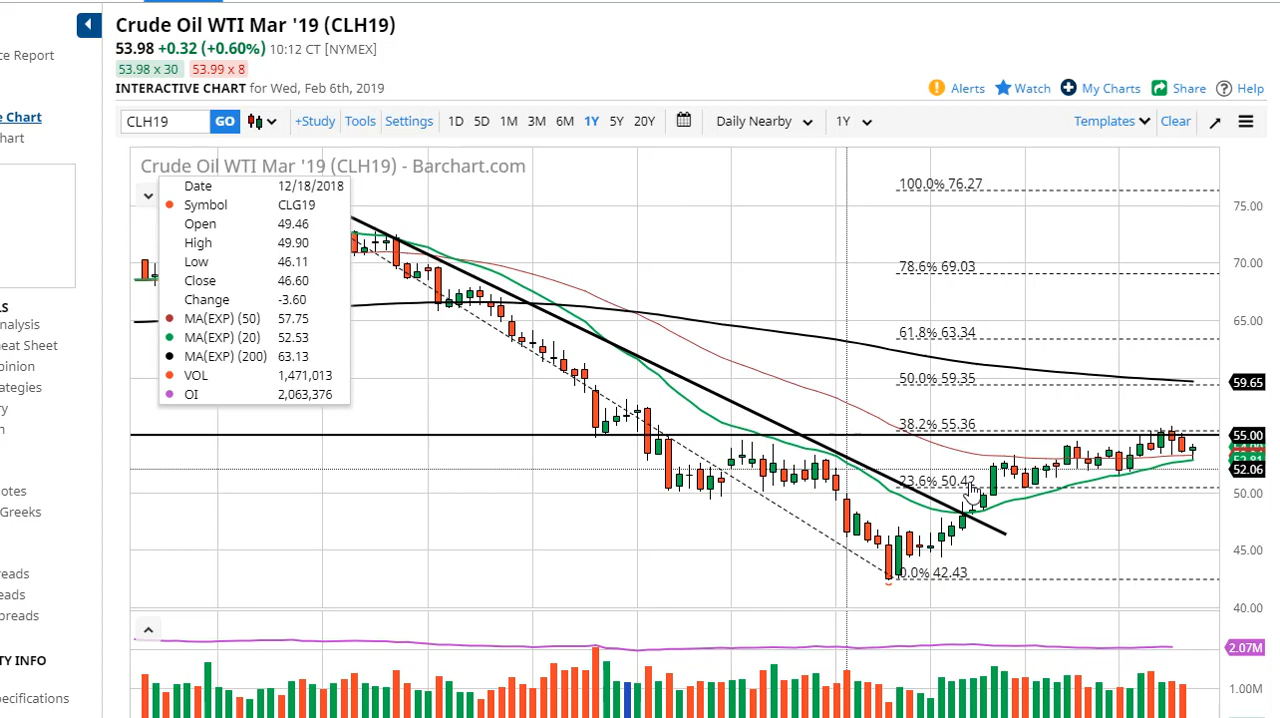 Crude Oil WTI Mar '19 (CLH19)
53.98 +0.32 (+0.60%) 10:12 CT [NYMEX]
53.98 x 30 53.99 x 8
INTERACTIVE CHART for Wed, Feb 6th, 2019
Alerts Watch My Charts Share Help
CLH19 GO +Study Tools Settings 1D 5D 1M 3M 6M 1Y 5Y 20Y Daily Nearby 1Y Templates Clear
ce Report
e Chart
hart
S
nalysis
eat Sheet
pinion
rategies
ry
n
otes
Greeks
reads
eads
preads
TY INFO
pecifications
Crude Oil WTI Mar '19 (CLH19) - Barchart.com
Date 12/18/2018
Symbol CLG19
Open 49.46
High 49.90
Low 46.11
Close 46.60
Change -3.60
MA(EXP) (50) 57.75
MA(EXP) (20) 52.53
MA(EXP) (200) 63.13
VOL 1,471,013
OI 2,063,376
100.0% 76.27
78.6% 69.03
61.8% 63.34
50.0% 59.35
38.2% 55.36
23.6% 50.42
0.0% 42.43
75.00
70.00
65.00
59.65
55.00
52.06
50.00
45.00
40.00
2.07M
1.00M